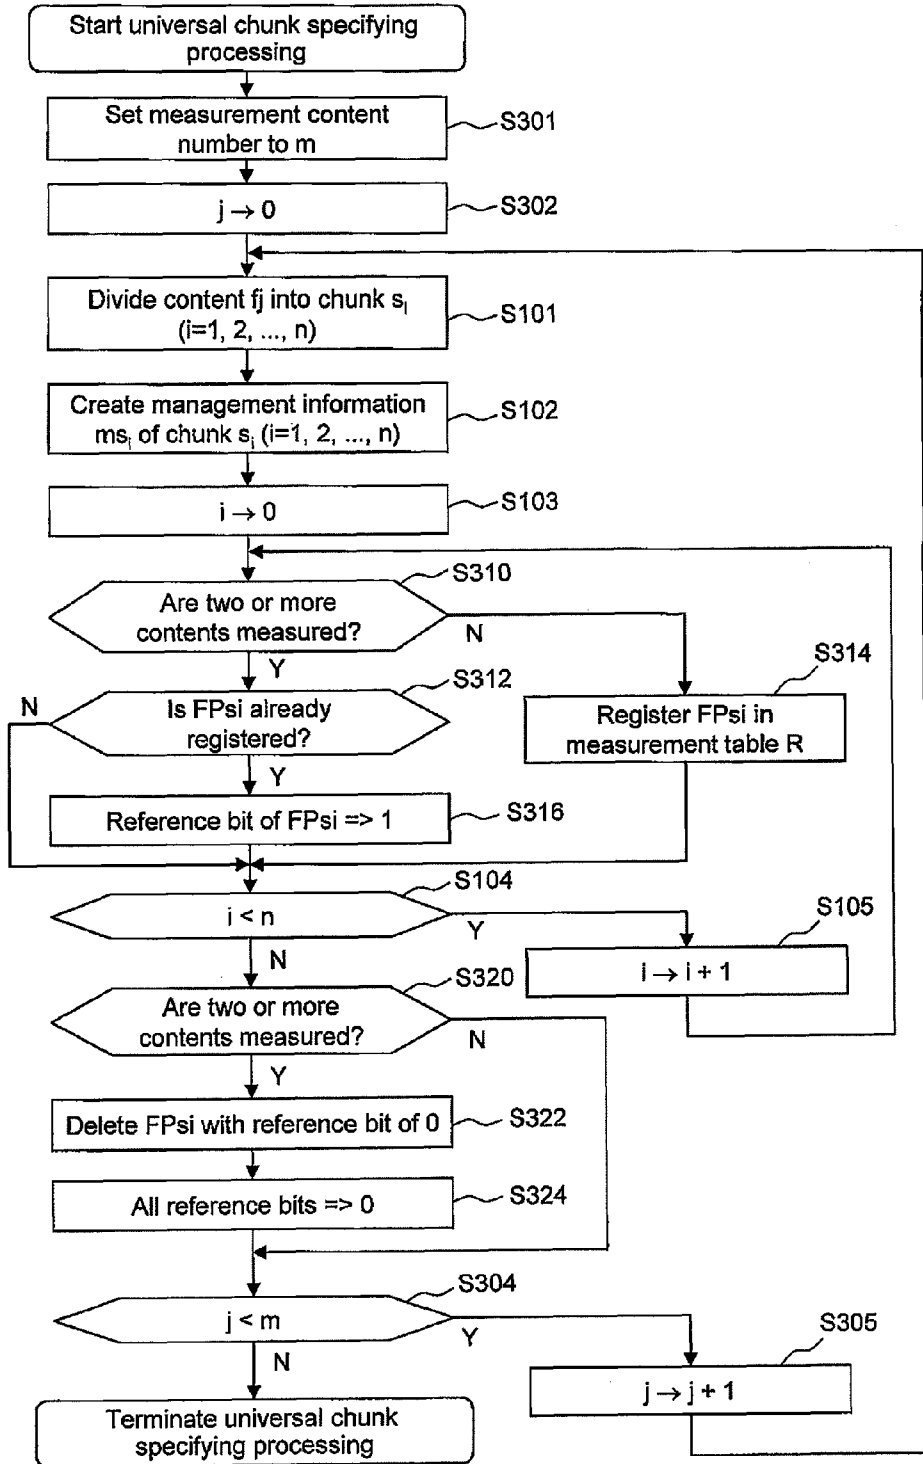 Start universal chunk specifying
processing
Set measurement content
number to m
S301
j → 0
S302
Divide content fj into chunk si
(i=1, 2, ..., n)
S101
Create management information
msi of chunk si (i=1, 2, ..., n)
S102
i → 0
S103
S310
Are two or more
contents measured?
N
Y
S312
N
Is FPsi already
registered?
S314
Register FPsi in
measurement table R
Y
Reference bit of FPsi => 1
S316
S104
i < n
Y
S105
i → i + 1
N
S320
Are two or more
contents measured?
N
Y
Delete FPsi with reference bit of 0
S322
All reference bits => 0
S324
S304
j < m
Y
S305
j → j + 1
N
Terminate universal chunk
specifying processing